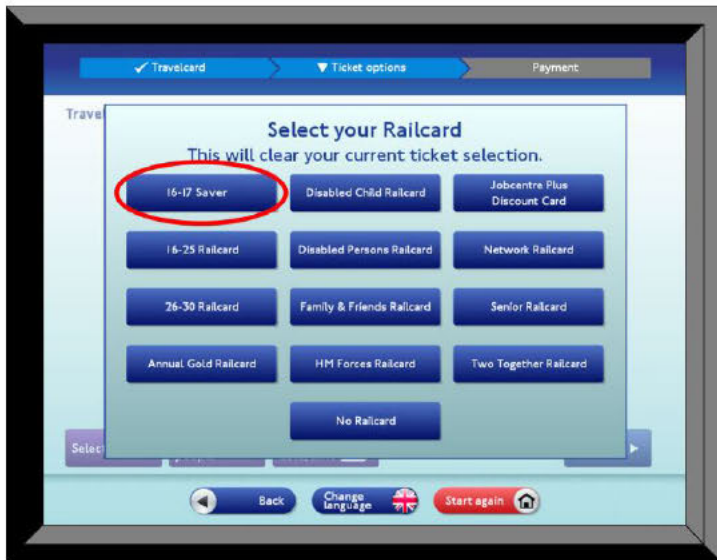 ✓ Travelcard
▼ Ticket options
Payment
Travel
Select your Railcard
This will clear your current ticket selection.
16-17 Saver
Disabled Child Railcard
Jobcentre Plus
Discount Card
16-25 Railcard
Disabled Persons Railcard
Network Railcard
26-30 Railcard
Family & Friends Railcard
Senior Railcard
Annual Gold Railcard
HM Forces Railcard
Two Together Railcard
No Railcard
Selec
Back
Change
language
Start again